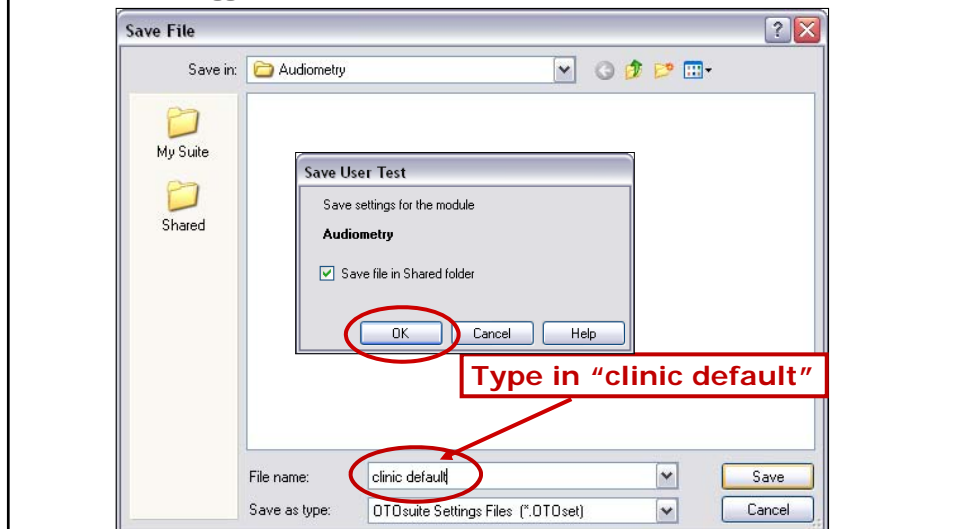 Save File
Save in: Audiometry
My Suite
Shared
Save User Test
Save settings for the module
Audiometry
Save file in Shared folder
OK Cancel Help
Type in “clinic default”
File name: clinic default Save
Save as type: OTOsuite Settings Files (*.OTOset) Cancel